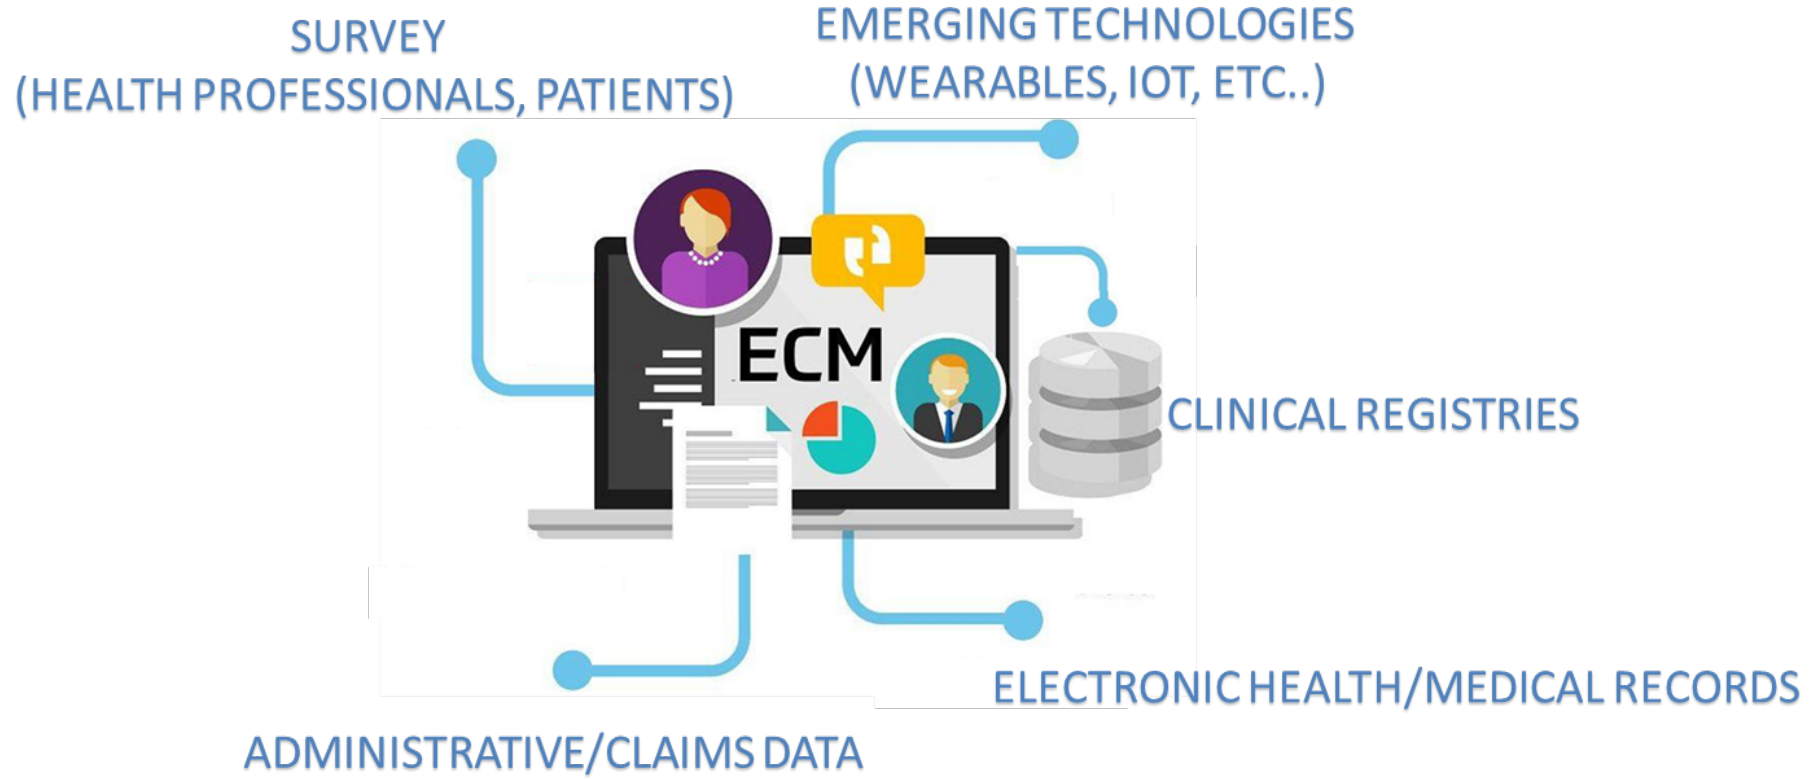 SURVEY
(HEALTH PROFESSIONALS, PATIENTS)
EMERGING TECHNOLOGIES
(WEARABLES, IOT, ETC..)
ECM
CLINICAL REGISTRIES
ELECTRONIC HEALTH/MEDICAL RECORDS
ADMINISTRATIVE/CLAIMS DATA